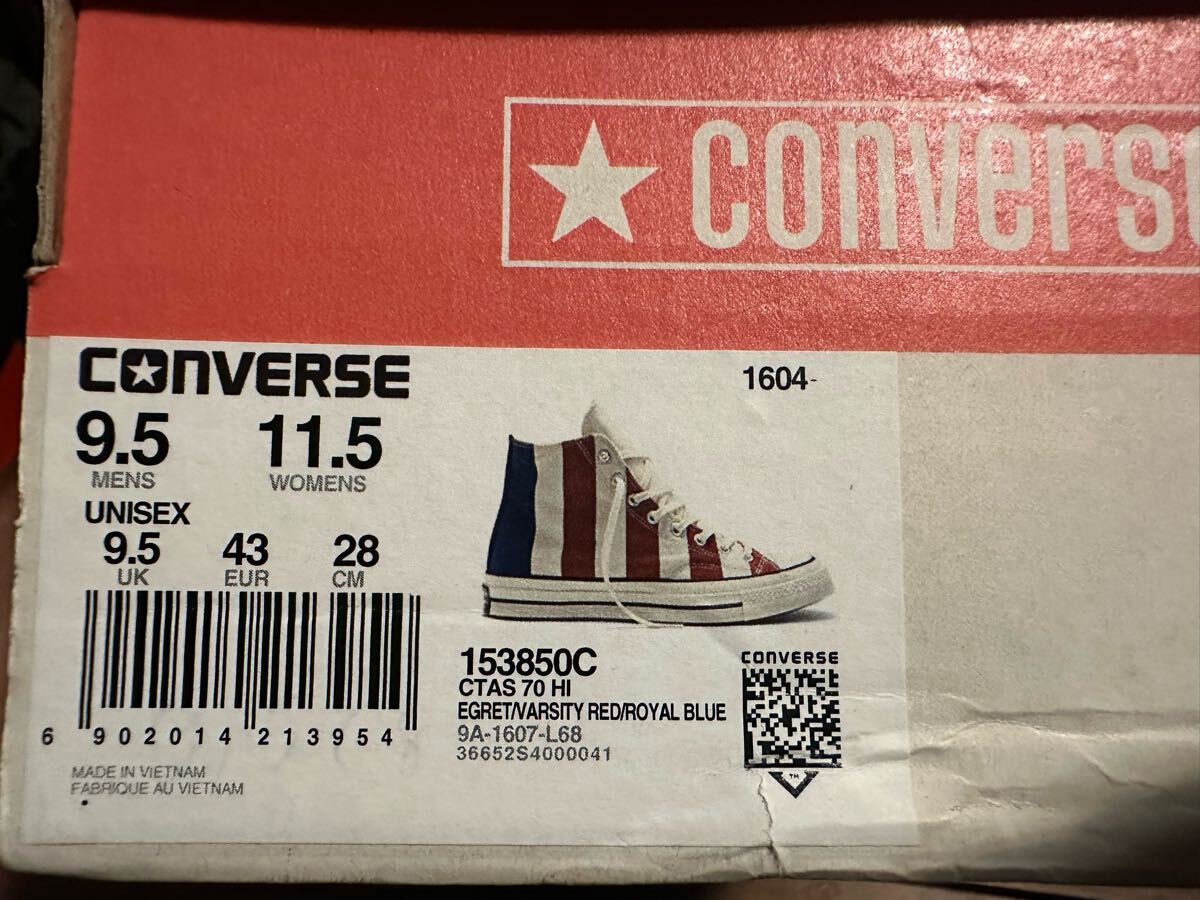 CONVERSE
CONVERSE
9.5 11.5
MENS WOMENS
UNISEX
9.5 43 28
UK EUR CM
6 902014 213954
MADE IN VIETNAM
FABRIQUE AU VIETNAM
1604-
153850C
CTAS 70 HI
EGRET/VARSITY RED/ROYAL BLUE
9A-1607-L68
36652S4000041
CONVERSE
TM